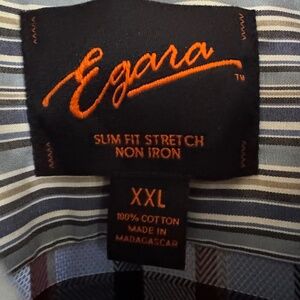 Egara
TM
SLIM FIT STRETCH
NON IRON
XXL
100% COTTON
MADE IN
MADAGASCAR